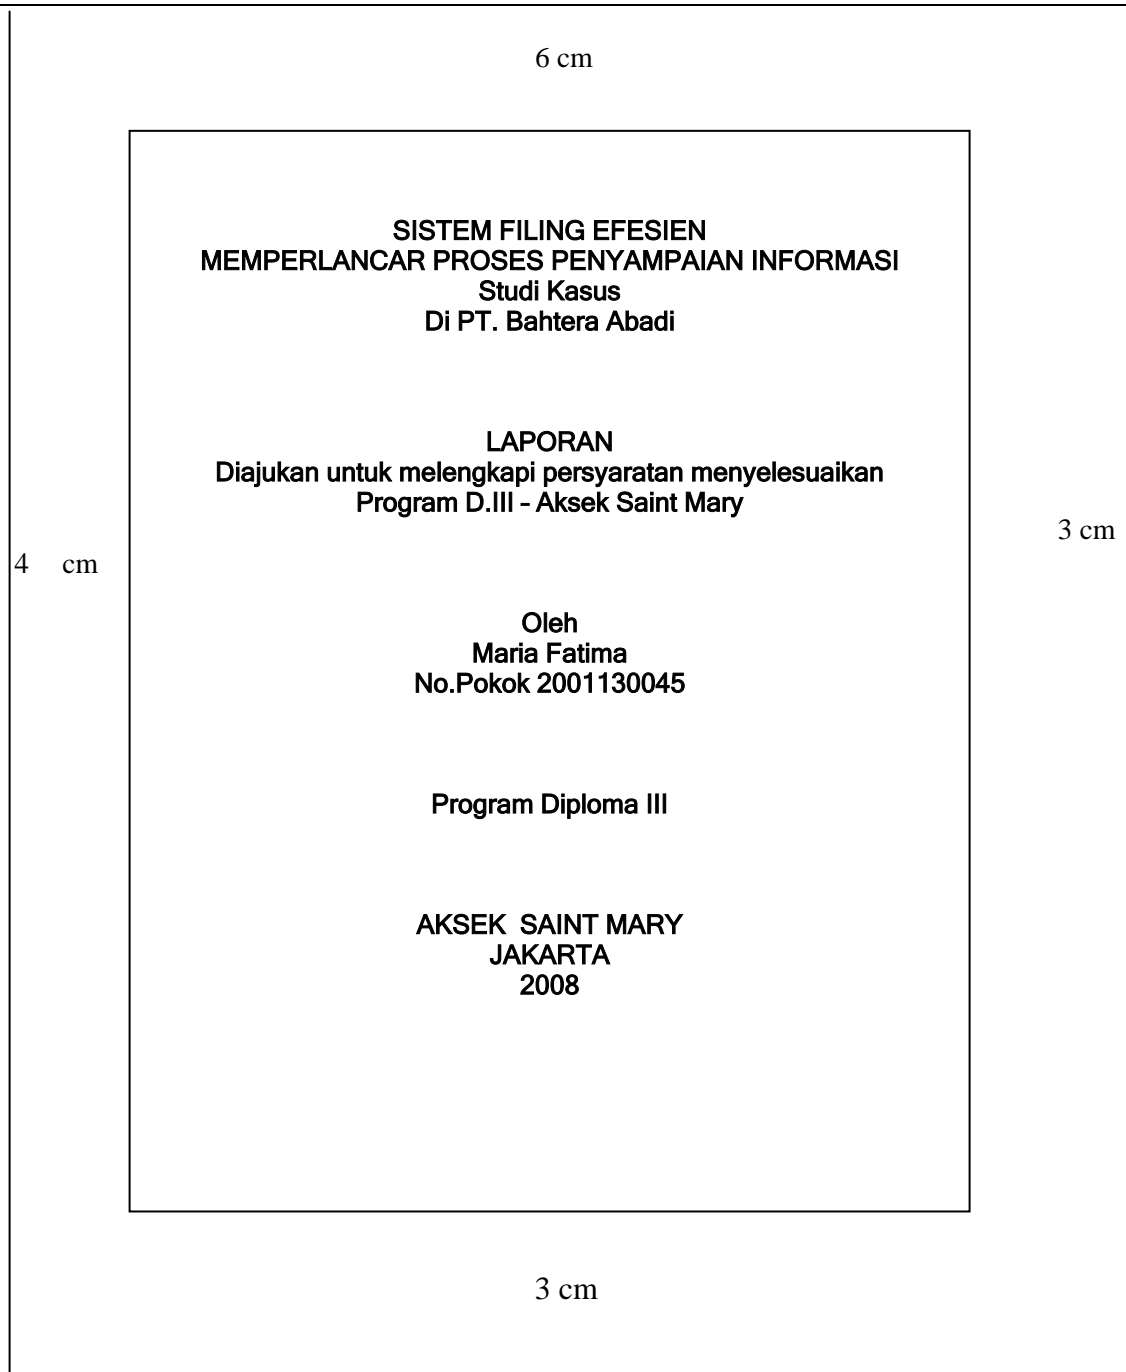 6 cm
SISTEM FILING EFESIEN
MEMPERLANCAR PROSES PENYAMPAIAN INFORMASI
Studi Kasus
Di PT. Bahtera Abadi
LAPORAN
Diajukan untuk melengkapi persyaratan menyelesuaikan
Program D.III – Aksek Saint Mary
3 cm
4 cm
Oleh
Maria Fatima
No.Pokok 2001130045
Program Diploma III
AKSEK SAINT MARY
JAKARTA
2008
3 cm